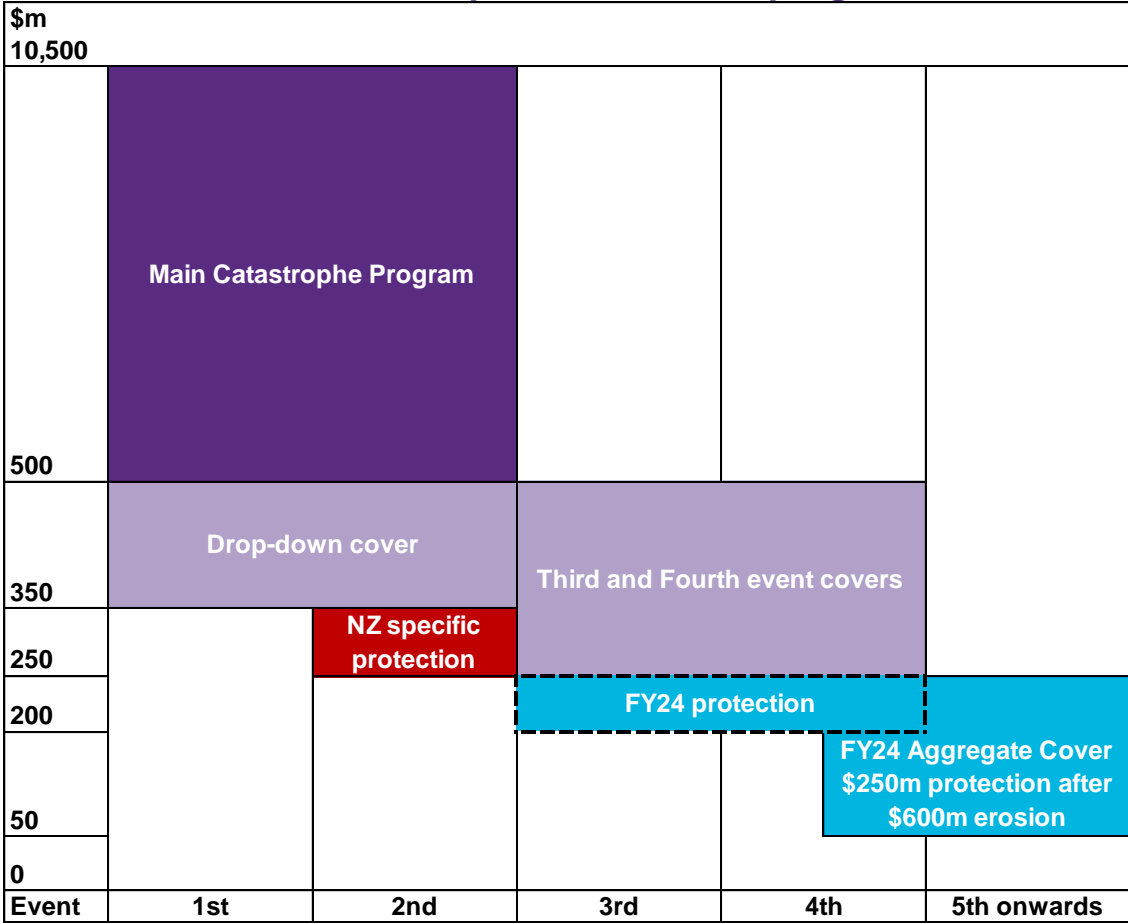 $m
10,500
Main Catastrophe Program
500
Drop-down cover
Third and Fourth event covers
350
NZ specific
protection
250
FY24 protection
200
FY24 Aggregate Cover
$250m protection after
$600m erosion
50
0
Event 1st 2nd 3rd 4th 5th onwards